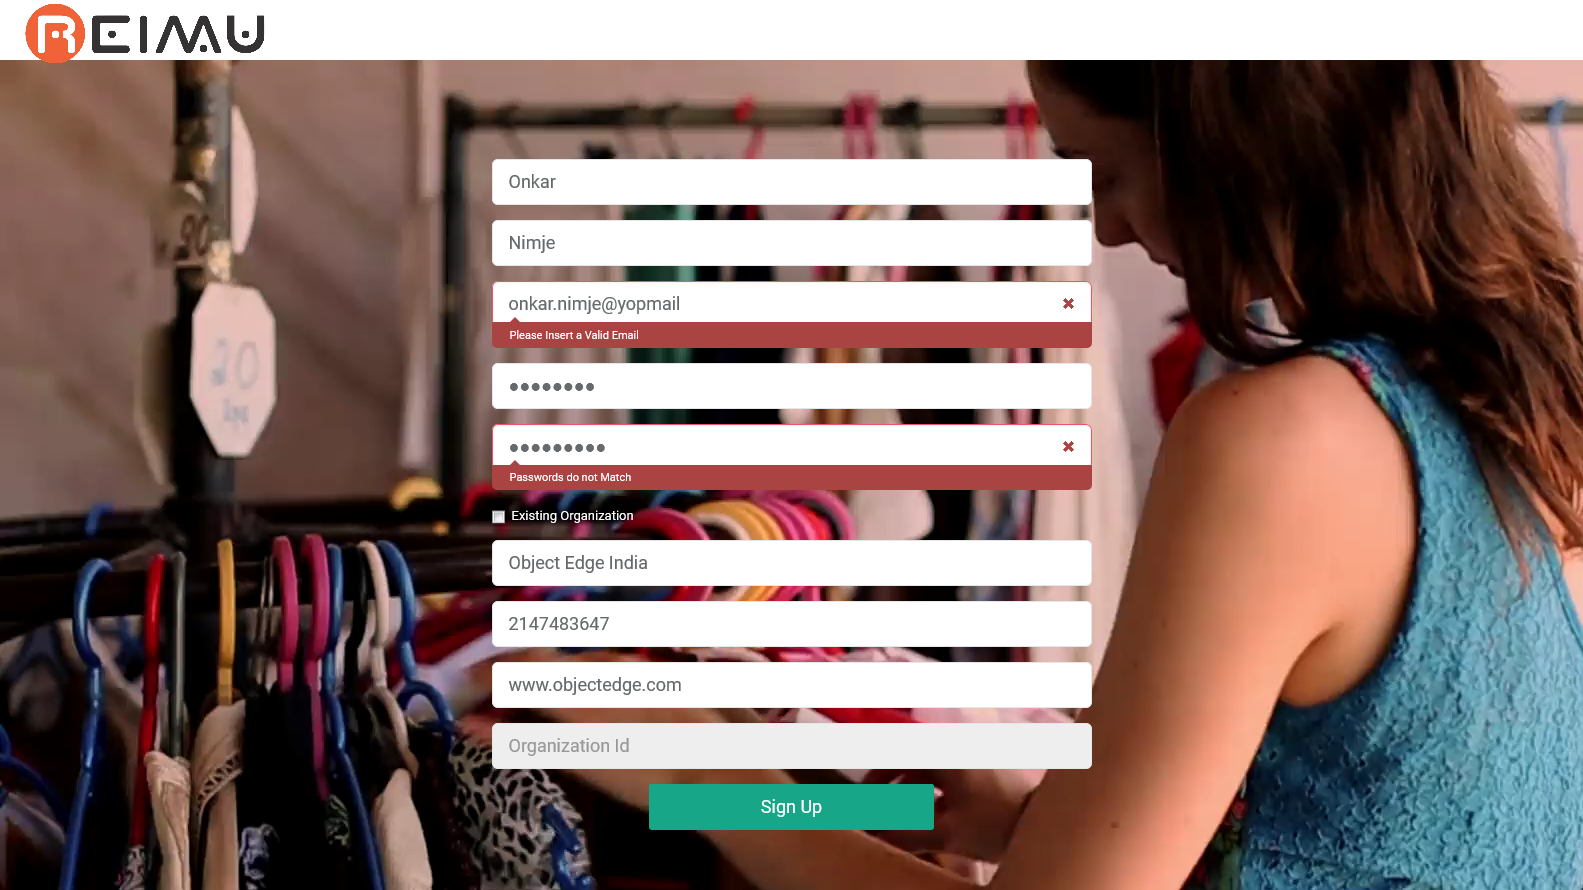 REIMU
Onkar
Nimje
onkar.nimje@yopmail
Please Insert a Valid Email
●●●●●●●●
●●●●●●●●●
Passwords do not Match
Existing Organization
Object Edge India
2147483647
www.objectedge.com
Organization Id
Sign Up
20